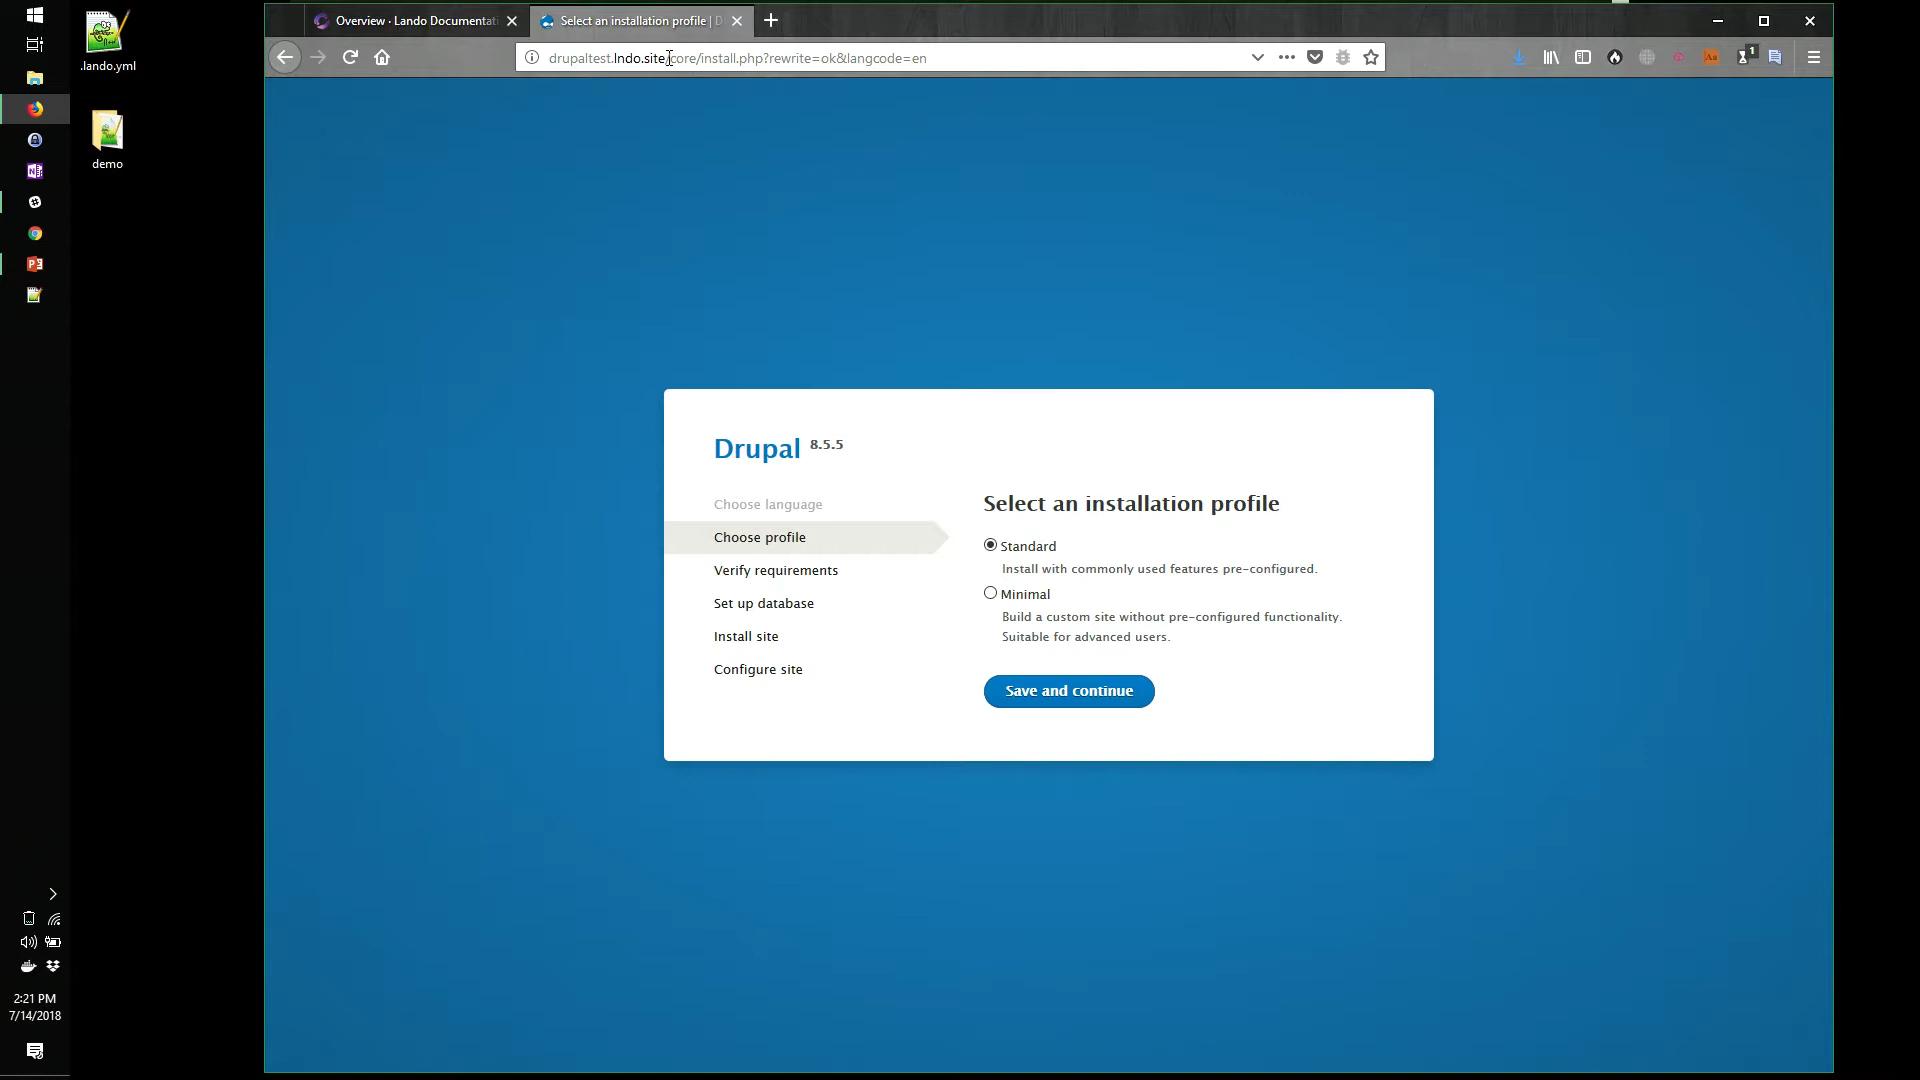 .lando.yml
demo
Overview · Lando Documentati
Select an installation profile | D
drupaltest.lndo.site/core/install.php?rewrite=ok&langcode=en
Aa
1
Drupal 8.5.5
Choose language
Choose profile
Verify requirements
Set up database
Install site
Configure site
Select an installation profile
Standard
Install with commonly used features pre-configured.
Minimal
Build a custom site without pre-configured functionality.
Suitable for advanced users.
Save and continue
2:21 PM
7/14/2018